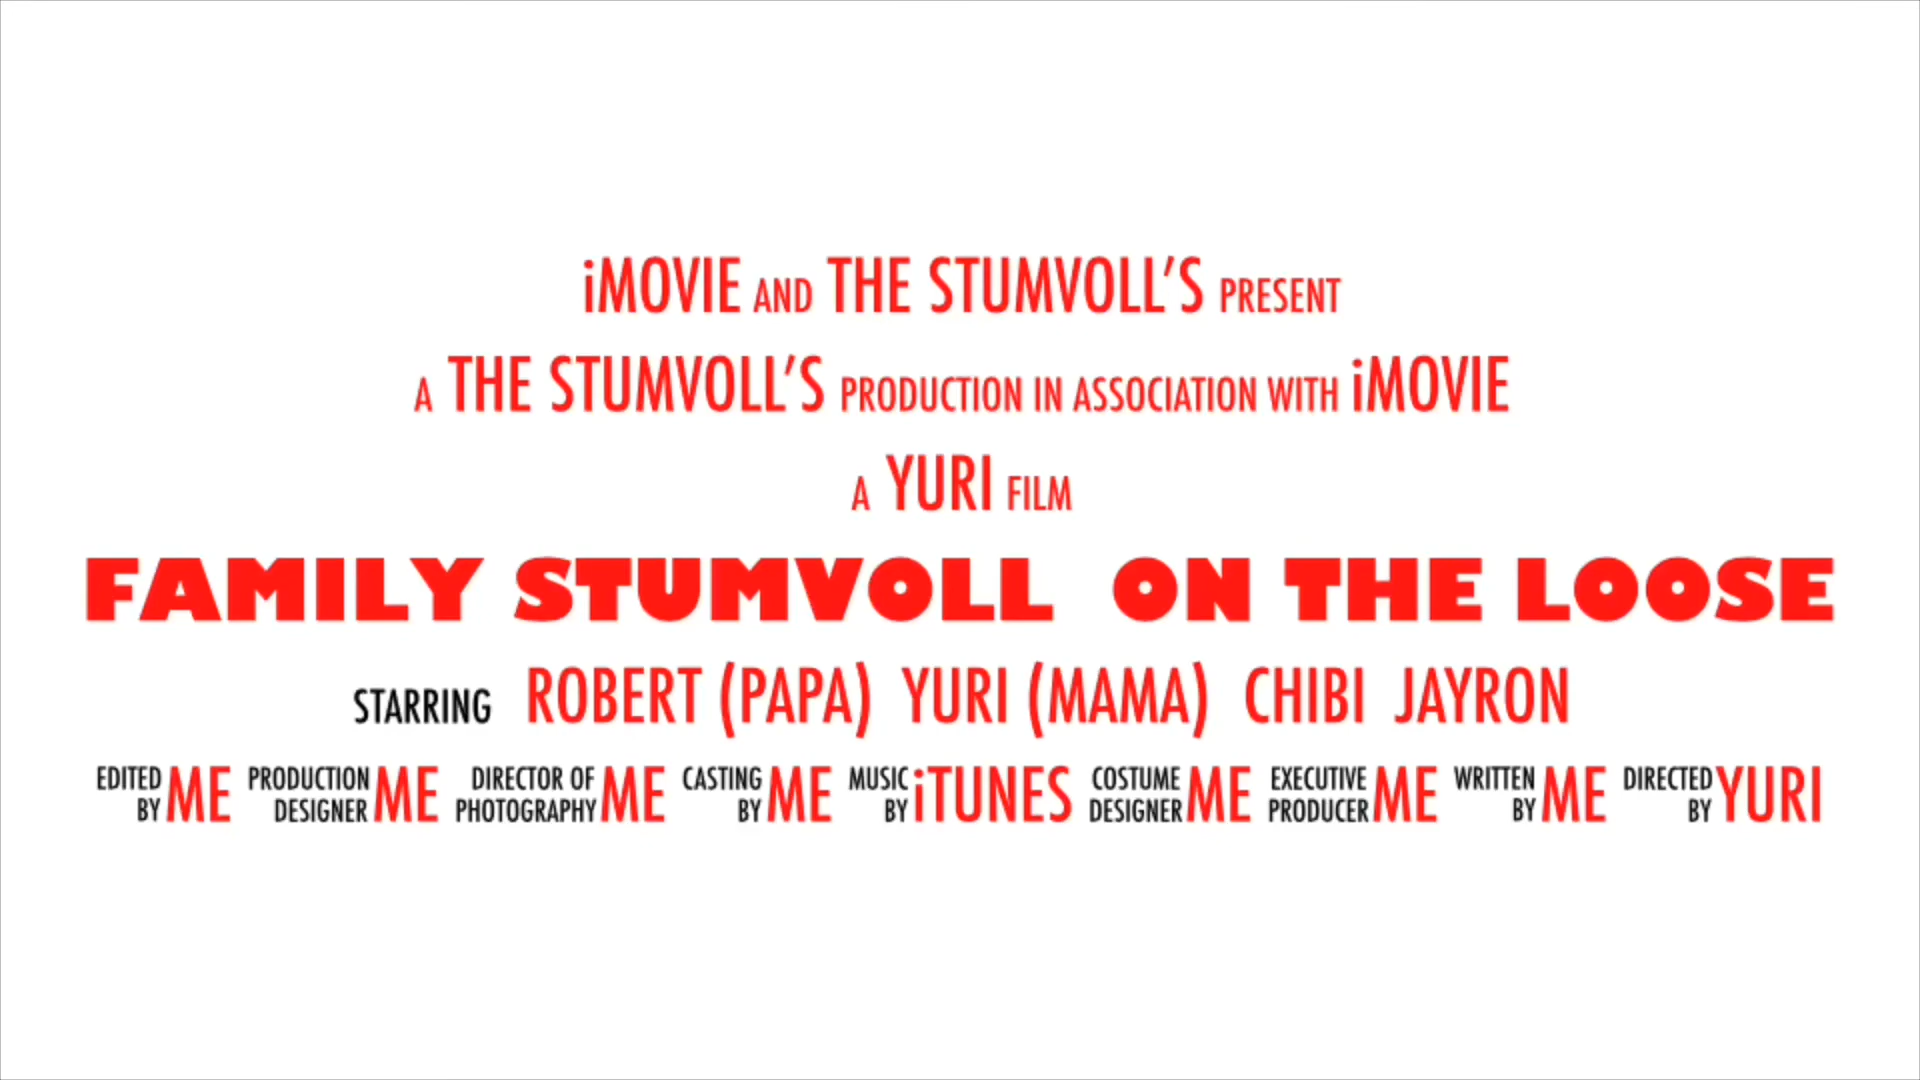 iMOVIE AND THE STUMVOLL'S PRESENT
A THE STUMVOLL'S PRODUCTION IN ASSOCIATION WITH iMOVIE
A YURI FILM
FAMILY STUMVOLL ON THE LOOSE
STARRING ROBERT (PAPA) YURI (MAMA) CHIBI JAYRON
EDITED BY ME PRODUCTION DESIGNER ME DIRECTOR OF PHOTOGRAPHY ME CASTING BY ME MUSIC BY iTUNES COSTUME DESIGNER ME EXECUTIVE PRODUCER ME WRITTEN BY ME DIRECTED BY YURI